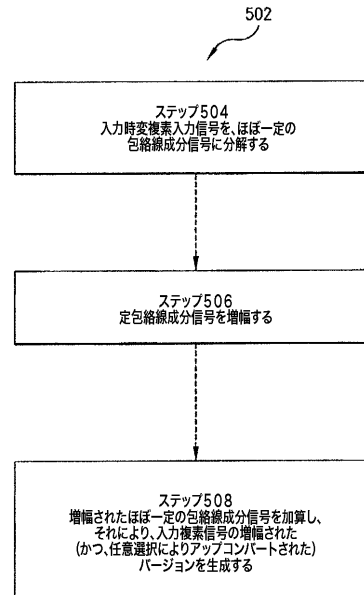 502
ステップ504
入力時変複素入力信号を、ほぼ一定の
包絡線成分信号に分解する
ステップ506
定包絡線成分信号を増幅する
ステップ508
増幅されたほぼ一定の包絡線成分信号を加算し、
それにより、入力複素信号の増幅された
(かつ、任意選択によりアップコンバートされた)
バージョンを生成する